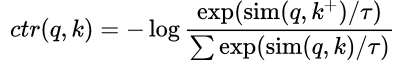 ctr(q, k) = − log exp(sim(q, k⁺)/τ) / ∑ exp(sim(q, k)/τ)